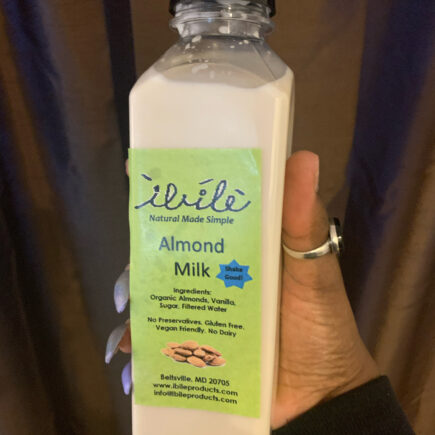 ìbílè
Natural Made Simple
Almond
Milk
Shake
Good!
Ingredients:
Organic Almonds, Vanilla,
Sugar, Filtered Water
No Preservatives. Gluten Free.
Vegan Friendly. No Dairy
Beltsville, MD 20705
www.ibileproducts.com
info@ibileproducts.com